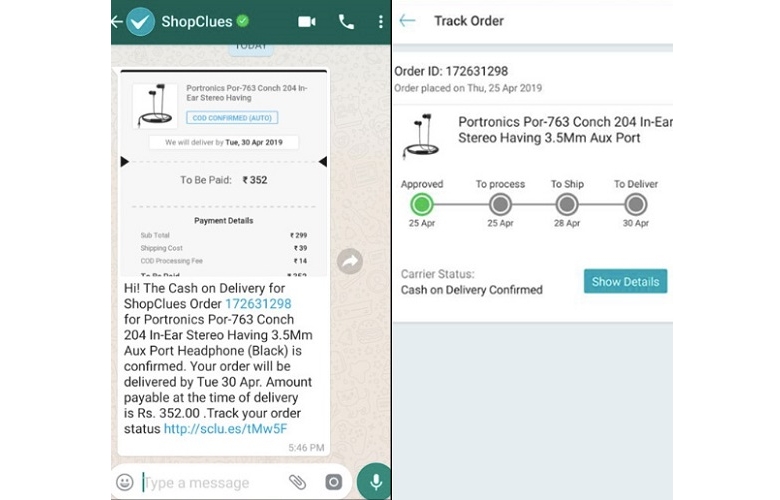 ShopClues
TODAY
Portronics Por-763 Conch 204 In-
Ear Stereo Having
COD CONFIRMED (AUTO)
We will deliver by Tue, 30 Apr 2019
To Be Paid: ₹ 352
Payment Details
Sub Total ₹ 299
Shipping Cost ₹ 39
COD Processing Fee ₹ 14
To Be Paid ₹ 352
Hi! The Cash on Delivery for
ShopClues Order 172631298
for Portronics Por-763 Conch
204 In-Ear Stereo Having 3.5Mm
Aux Port Headphone (Black) is
confirmed. Your order will be
delivered by Tue 30 Apr. Amount
payable at the time of delivery
is Rs. 352.00 .Track your order
status http://sclu.es/tMw5F
5:46 PM
Type a message
Track Order
Order ID: 172631298
Order placed on Thu, 25 Apr 2019
Portronics Por-763 Conch 204 In-Ear
Stereo Having 3.5Mm Aux Port
Approved To process To Ship To Deliver
25 Apr 25 Apr 28 Apr 30 Apr
Carrier Status:
Cash on Delivery Confirmed
Show Details